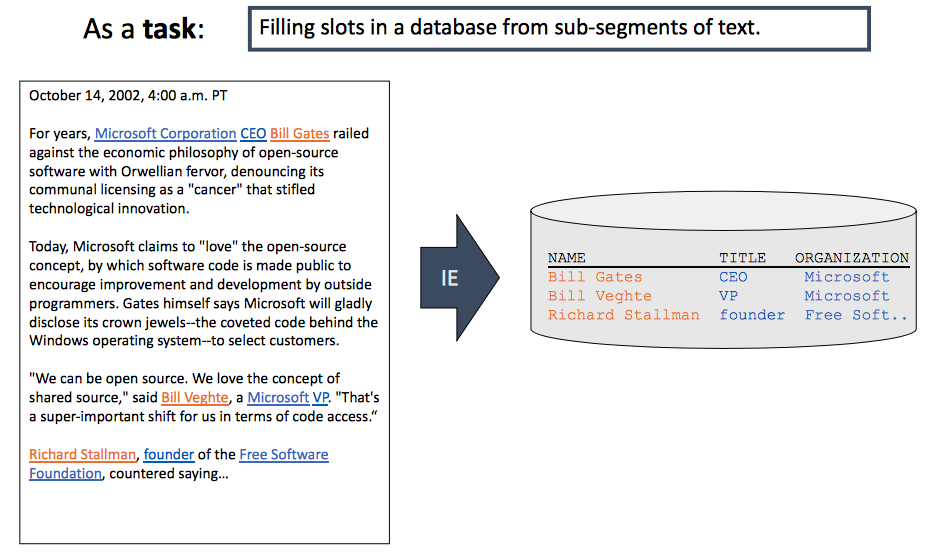 As a task:
Filling slots in a database from sub-segments of text.
October 14, 2002, 4:00 a.m. PT
For years, Microsoft Corporation CEO Bill Gates railed
against the economic philosophy of open-source
software with Orwellian fervor, denouncing its
communal licensing as a "cancer" that stifled
technological innovation.
Today, Microsoft claims to "love" the open-source
concept, by which software code is made public to
encourage improvement and development by outside
programmers. Gates himself says Microsoft will gladly
disclose its crown jewels--the coveted code behind the
Windows operating system--to select customers.
"We can be open source. We love the concept of
shared source," said Bill Veghte, a Microsoft VP. "That's
a super-important shift for us in terms of code access.“
Richard Stallman, founder of the Free Software
Foundation, countered saying…
IE
NAME TITLE ORGANIZATION
Bill Gates CEO Microsoft
Bill Veghte VP Microsoft
Richard Stallman founder Free Soft..